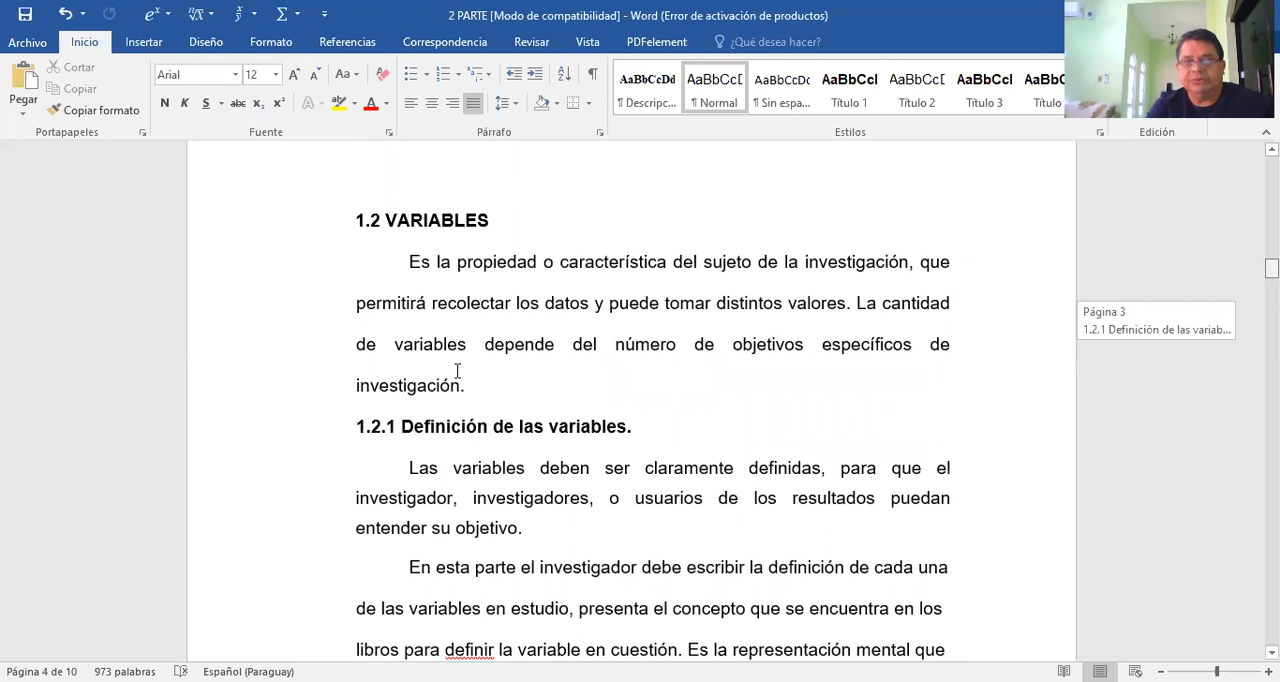 2 PARTE [Modo de compatibilidad] - Word (Error de activación de productos)
Archivo Inicio Insertar Diseño Formato Referencias Correspondencia Revisar Vista PDFelement ¿Qué desea hacer?
Pegar
Cortar
Copiar
Copiar formato
Portapapeles
Arial 12
N K S abc x₂ x²
Fuente
Párrafo
AaBbCcDd AaBbCcD AaBbCcDc AaBbCcI AaBbCcD AaBbCcI AaBb
¶ Descripc... ¶ Normal ¶ Sin espa... Título 1 Título 2 Título 3 Título
Estilos
Edición
1.2 VARIABLES
Es la propiedad o característica del sujeto de la investigación, que
permitirá recolectar los datos y puede tomar distintos valores. La cantidad
de variables depende del número de objetivos específicos de
investigación.
1.2.1 Definición de las variables.
Las variables deben ser claramente definidas, para que el
investigador, investigadores, o usuarios de los resultados puedan
entender su objetivo.
En esta parte el investigador debe escribir la definición de cada una
de las variables en estudio, presenta el concepto que se encuentra en los
libros para definir la variable en cuestión. Es la representación mental que
Página 3
1.2.1 Definición de las variab...
Página 4 de 10 973 palabras Español (Paraguay)